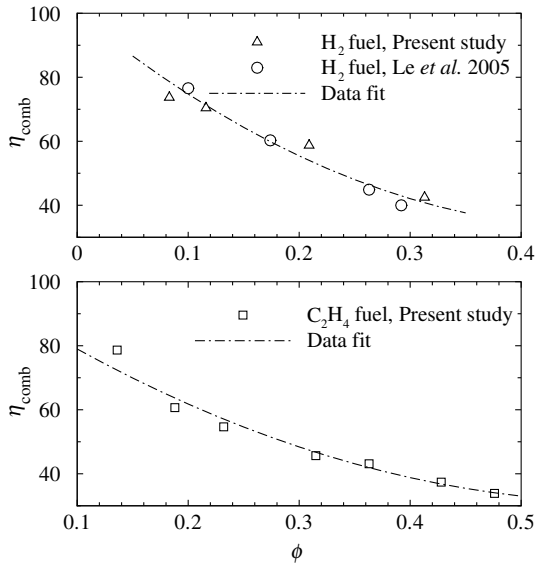 100
80
60
40
η_comb
H₂ fuel, Present study
H₂ fuel, Le et al. 2005
Data fit
0
0.1
0.2
0.3
0.4
100
80
60
40
η_comb
C₂H₄ fuel, Present study
Data fit
0.1
0.2
0.3
0.4
0.5
ϕ